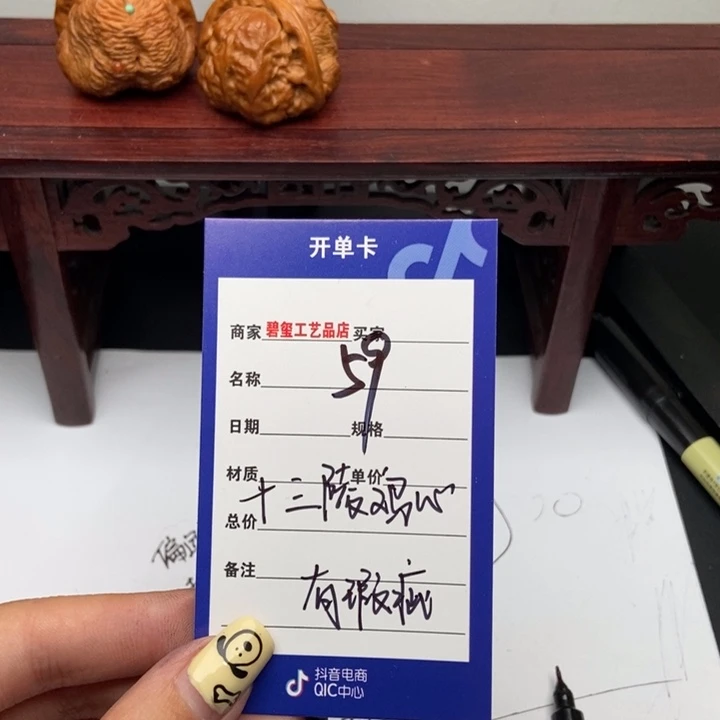 开单卡
商家 碧玺工艺品店 买家
59
名称
日期 规格
材质 单价
十三陵鸡心
总价
备注
有瑕疵
抖音电商
QIC中心